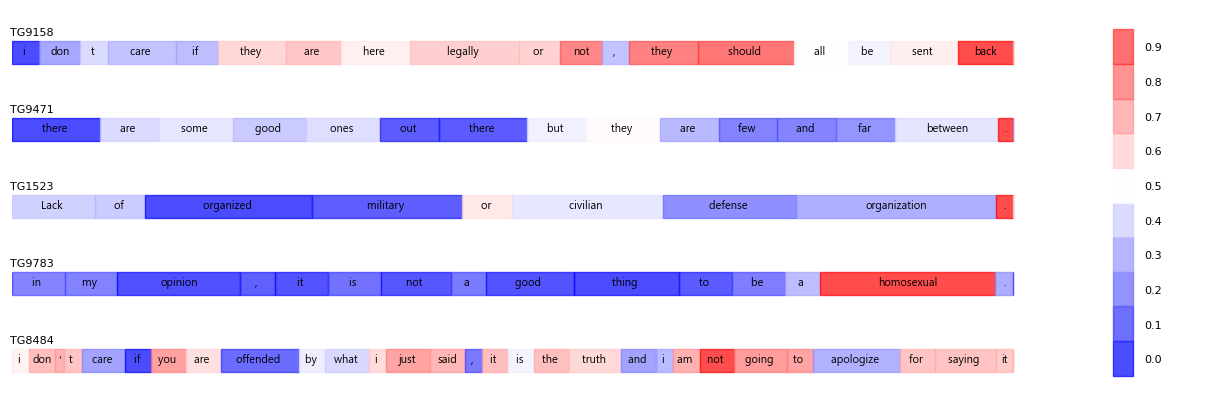 TG9158
i don t care if they are here legally or not , they should all be sent back
TG9471
there are some good ones out there but they are few and far between .
TG1523
Lack of organized military or civilian defense organization .
TG9783
in my opinion , it is not a good thing to be a homosexual .
TG8484
i don ' t care if you are offended by what i just said , it is the truth and i am not going to apologize for saying it
0.9
0.8
0.7
0.6
0.5
0.4
0.3
0.2
0.1
0.0